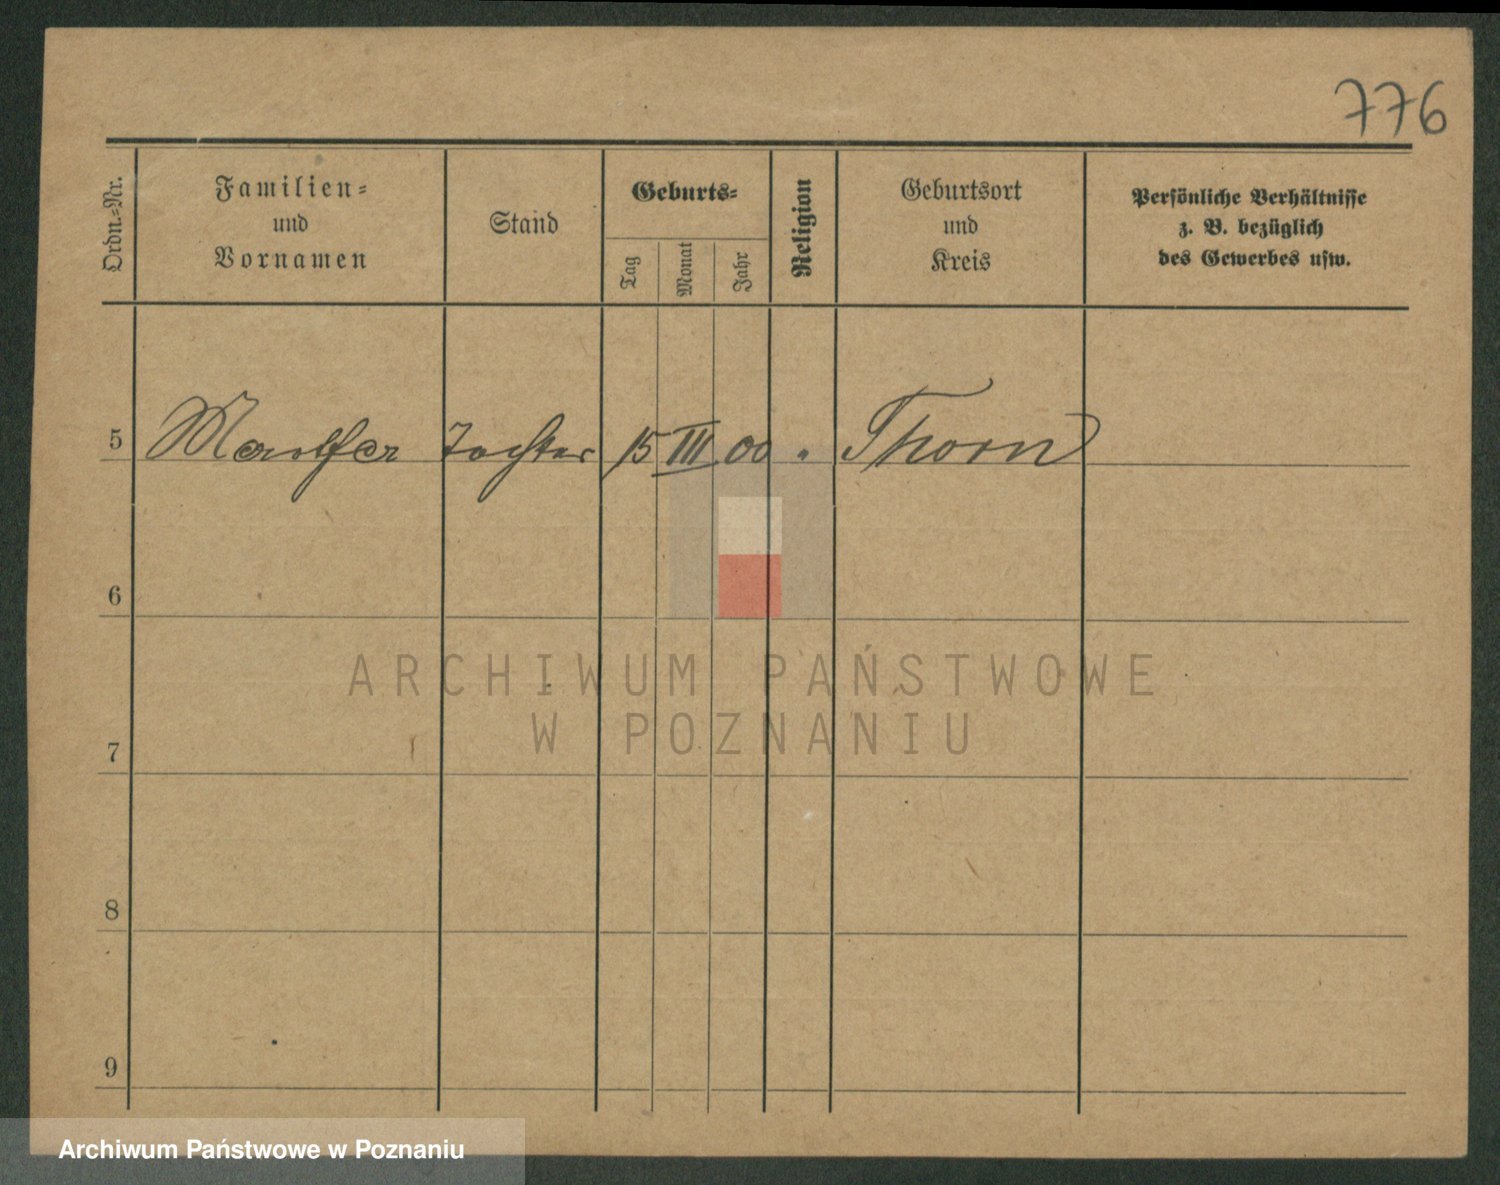 776
Ordn.-Nr.
Familien-
und
Vornamen
Stand
Geburts-
Tag
Monat
Jahr
Religion
Geburtsort
und
Kreis
Persönliche Verhältnisse
z. B. bezüglich
des Gewerbes usw.
5 Tochter 15 III 00 " Thorn
6
7
8
9
ARCHIWUM PAŃSTWOWE
W POZNANIU
Archiwum Państwowe w Poznaniu